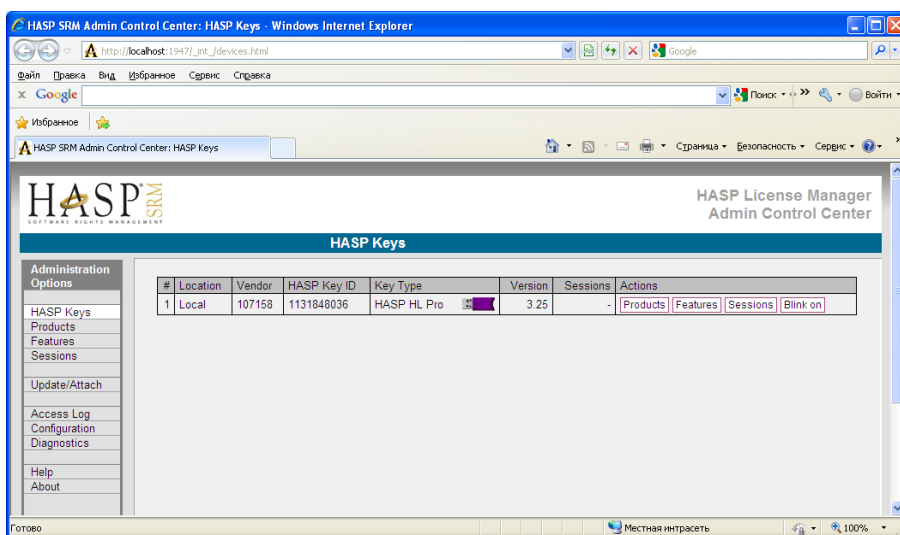 HASP SRM Admin Control Center: HASP Keys - Windows Internet Explorer
http://localhost:1947/_int_/devices.html
Google
Файл Правка Вид Избранное Сервис Справка
x Google
Поиск
Войти
Избранное
HASP SRM Admin Control Center: HASP Keys
Страница Безопасность Сервис
HASP SRM
SOFTWARE RIGHTS MANAGEMENT
HASP License Manager
Admin Control Center
HASP Keys
Administration
Options
HASP Keys
Products
Features
Sessions
Update/Attach
Access Log
Configuration
Diagnostics
Help
About
# Location Vendor HASP Key ID Key Type Version Sessions Actions
1 Local 107158 1131848036 HASP HL Pro 3.25 - Products Features Sessions Blink on
Готово
Местная интрасеть
100%